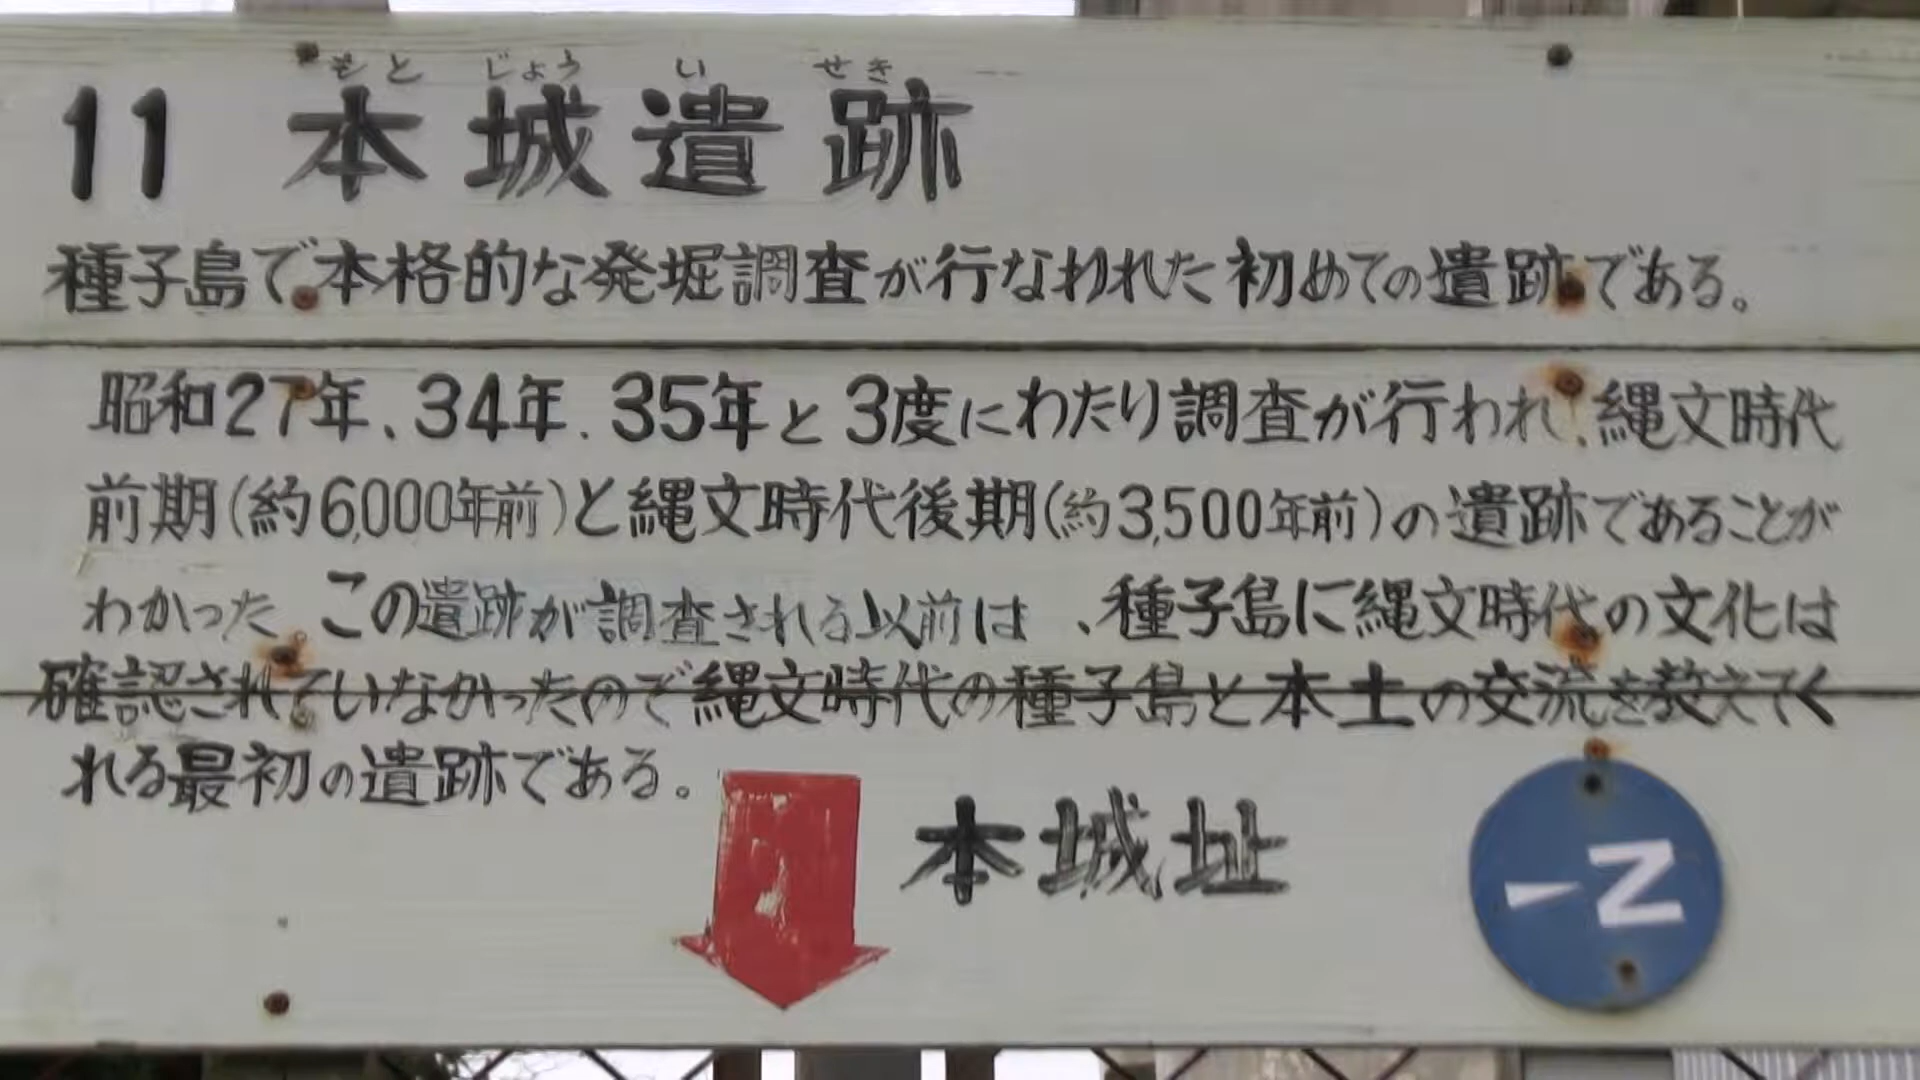 もと じょう い せき
11 本城遺跡
種子島で本格的な発堀調査が行なわれた初めての遺跡である。
昭和27年、34年、35年と3度にわたり調査が行われ、縄文時代
前期(約6,000年前)と縄文時代後期(約3,500年前)の遺跡であることが
わかった この遺跡が調査される以前は、種子島に縄文時代の文化は
確認されていなかったので縄文時代の種子島と本土の交流を教えてく
れる最初の遺跡である。
本城址
N